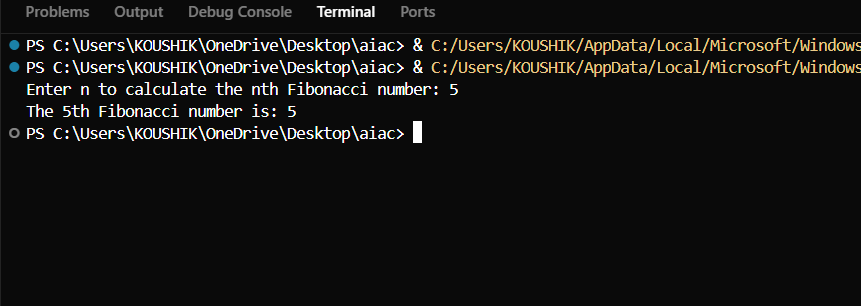 Problems Output Debug Console Terminal Ports
PS C:\Users\KOUSHIK\OneDrive\Desktop\aiac> & C:/Users/KOUSHIK/AppData/Local/Microsoft/Windows
PS C:\Users\KOUSHIK\OneDrive\Desktop\aiac> & C:/Users/KOUSHIK/AppData/Local/Microsoft/Windows
Enter n to calculate the nth Fibonacci number: 5
The 5th Fibonacci number is: 5
PS C:\Users\KOUSHIK\OneDrive\Desktop\aiac>